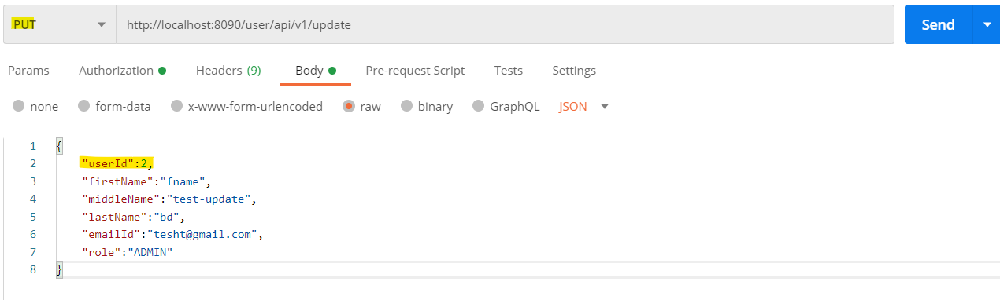 PUT http://localhost:8090/user/api/v1/update Send
Params Authorization Headers (9) Body Pre-request Script Tests Settings
none form-data x-www-form-urlencoded raw binary GraphQL JSON
1 {
2 "userId":2,
3 "firstName":"fname",
4 "middleName":"test-update",
5 "lastName":"bd",
6 "emailId":"tesht@gmail.com",
7 "role":"ADMIN"
8 }